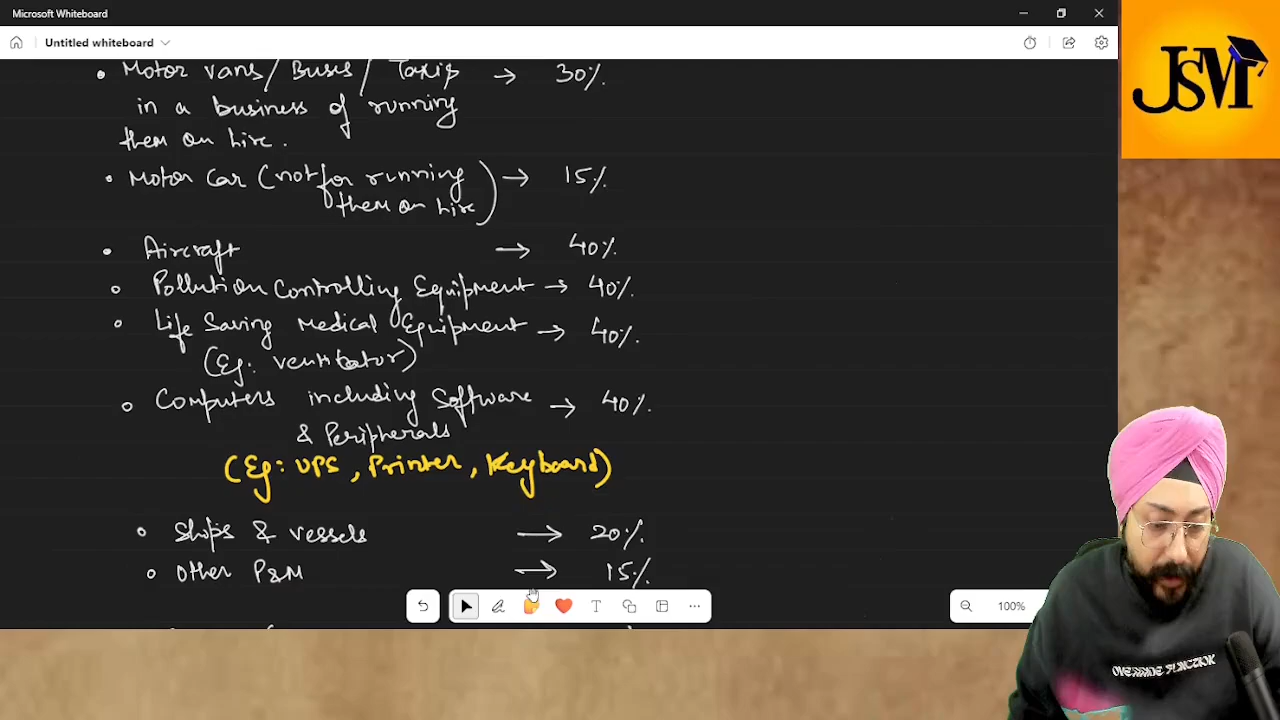 Microsoft Whiteboard
Untitled whiteboard
JSM
• Motor vans/Buses/Taxis → 30%
in a business of running
them on hire.
• Motor Car (not for running → 15%
them on hire)
• Aircraft → 40%
• Pollution Controlling Equipment → 40%
• Life Saving Medical Equipment → 40%
(Eg: ventilator)
• Computers including Software → 40%
& Peripherals
(Eg: UPS, Printer, Keyboard)
• Ships & vessels → 20%
• Other P&M → 15%
100%
OVERRIDE FUNCTION